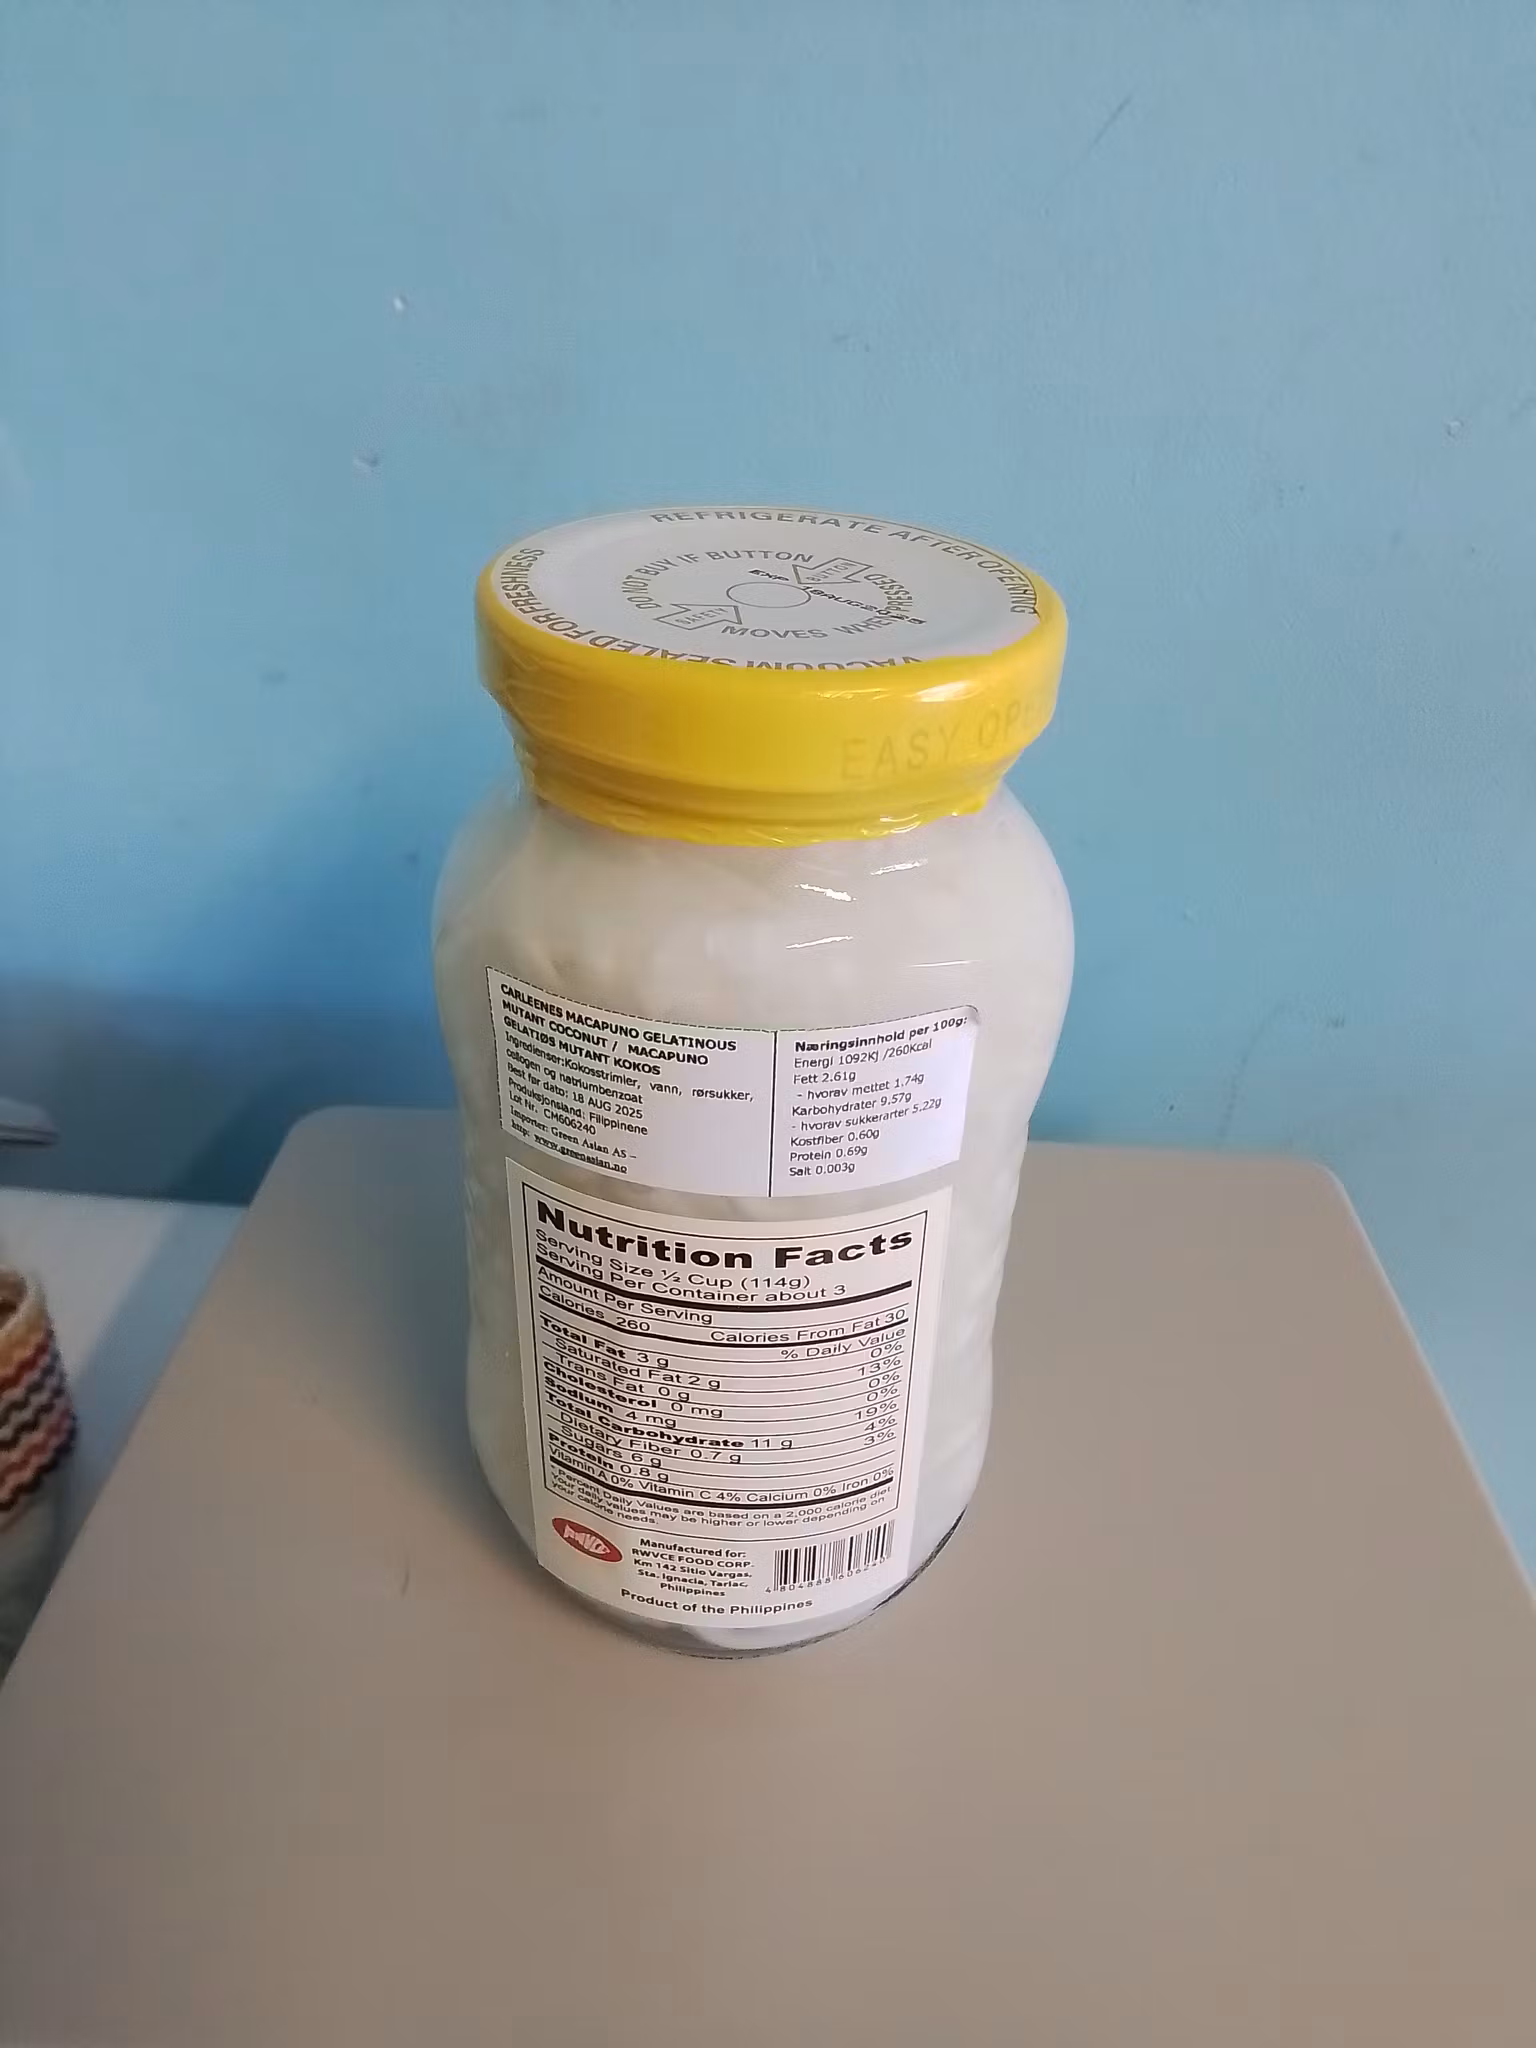 REFRIGERATE AFTER OPENING
VACUUM SEALED FOR FRESHNESS
DO NOT BUY IF BUTTON PRESSED
SAFETY BUTTON
MOVES WHEN
EXP
EASY OP
CARLEENES MACAPUNO GELATINOUS
MUTANT COCONUT / MACAPUNO
GELATIØS MUTANT KOKOS
Ingredienser:Kokosstrimler, vann, rørsukker,
cellogen og natriumbenzoat
Best før dato: 18 AUG 2025
Produksjonsland: Filippinene
Lot Nr. CM606240
Importør: Green Asian AS –
http: www.greenasian.no
Næringsinnhold per 100g:
Energi 1092KJ /260Kcal
Fett 2.61g
- hvorav mettet 1.74g
Karbohydrater 9.57g
- hvorav sukkerarter 5.22g
Kostfiber 0.60g
Protein 0.69g
Salt 0.003g
Nutrition Facts
Serving Size ½ Cup (114g)
Serving Per Container about 3
Amount Per Serving
Calories 260 Calories From Fat 30
% Daily Value
Total Fat 3 g 0%
Saturated Fat 2 g 13%
Trans Fat 0 g 0%
Cholesterol 0 mg 0%
Sodium 4 mg 19%
Total Carbohydrate 11 g 4%
Dietary Fiber 0.7 g 3%
Sugars 6 g
Protein 0.8 g
Vitamin A 0% Vitamin C 4% Calcium 0% Iron 0%
* Percent Daily Values are based on a 2,000 calorie diet.
your daily values may be higher or lower depending on
your calorie needs.
RWVCE
Manufactured for:
RWVCE FOOD CORP.
Km 142 Sitio Vargas,
Sta. Ignacia, Tarlac,
Philippines
4 804888 606240
Product of the Philippines